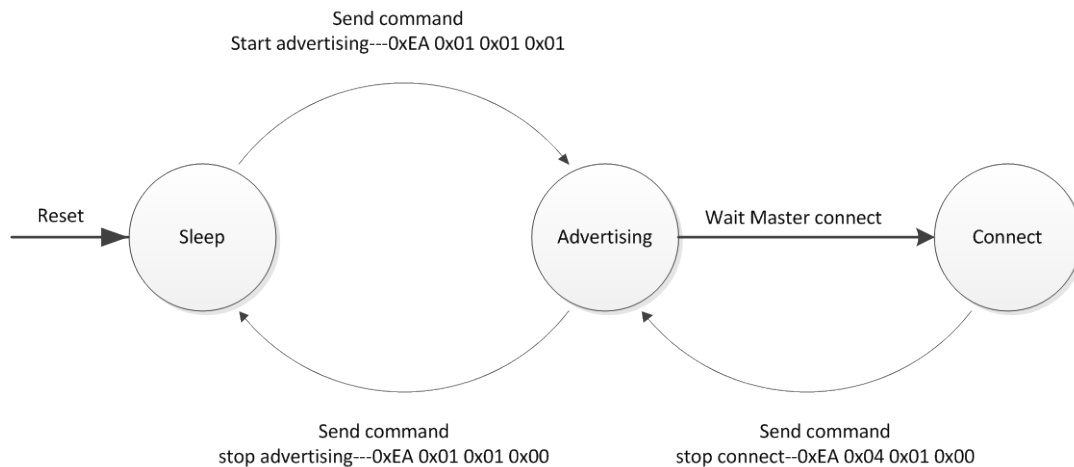 Send command
Start advertising---0xEA 0x01 0x01 0x01
Reset
Sleep
Advertising
Wait Master connect
Connect
Send command
stop advertising---0xEA 0x01 0x01 0x00
Send command
stop connect--0xEA 0x04 0x01 0x00